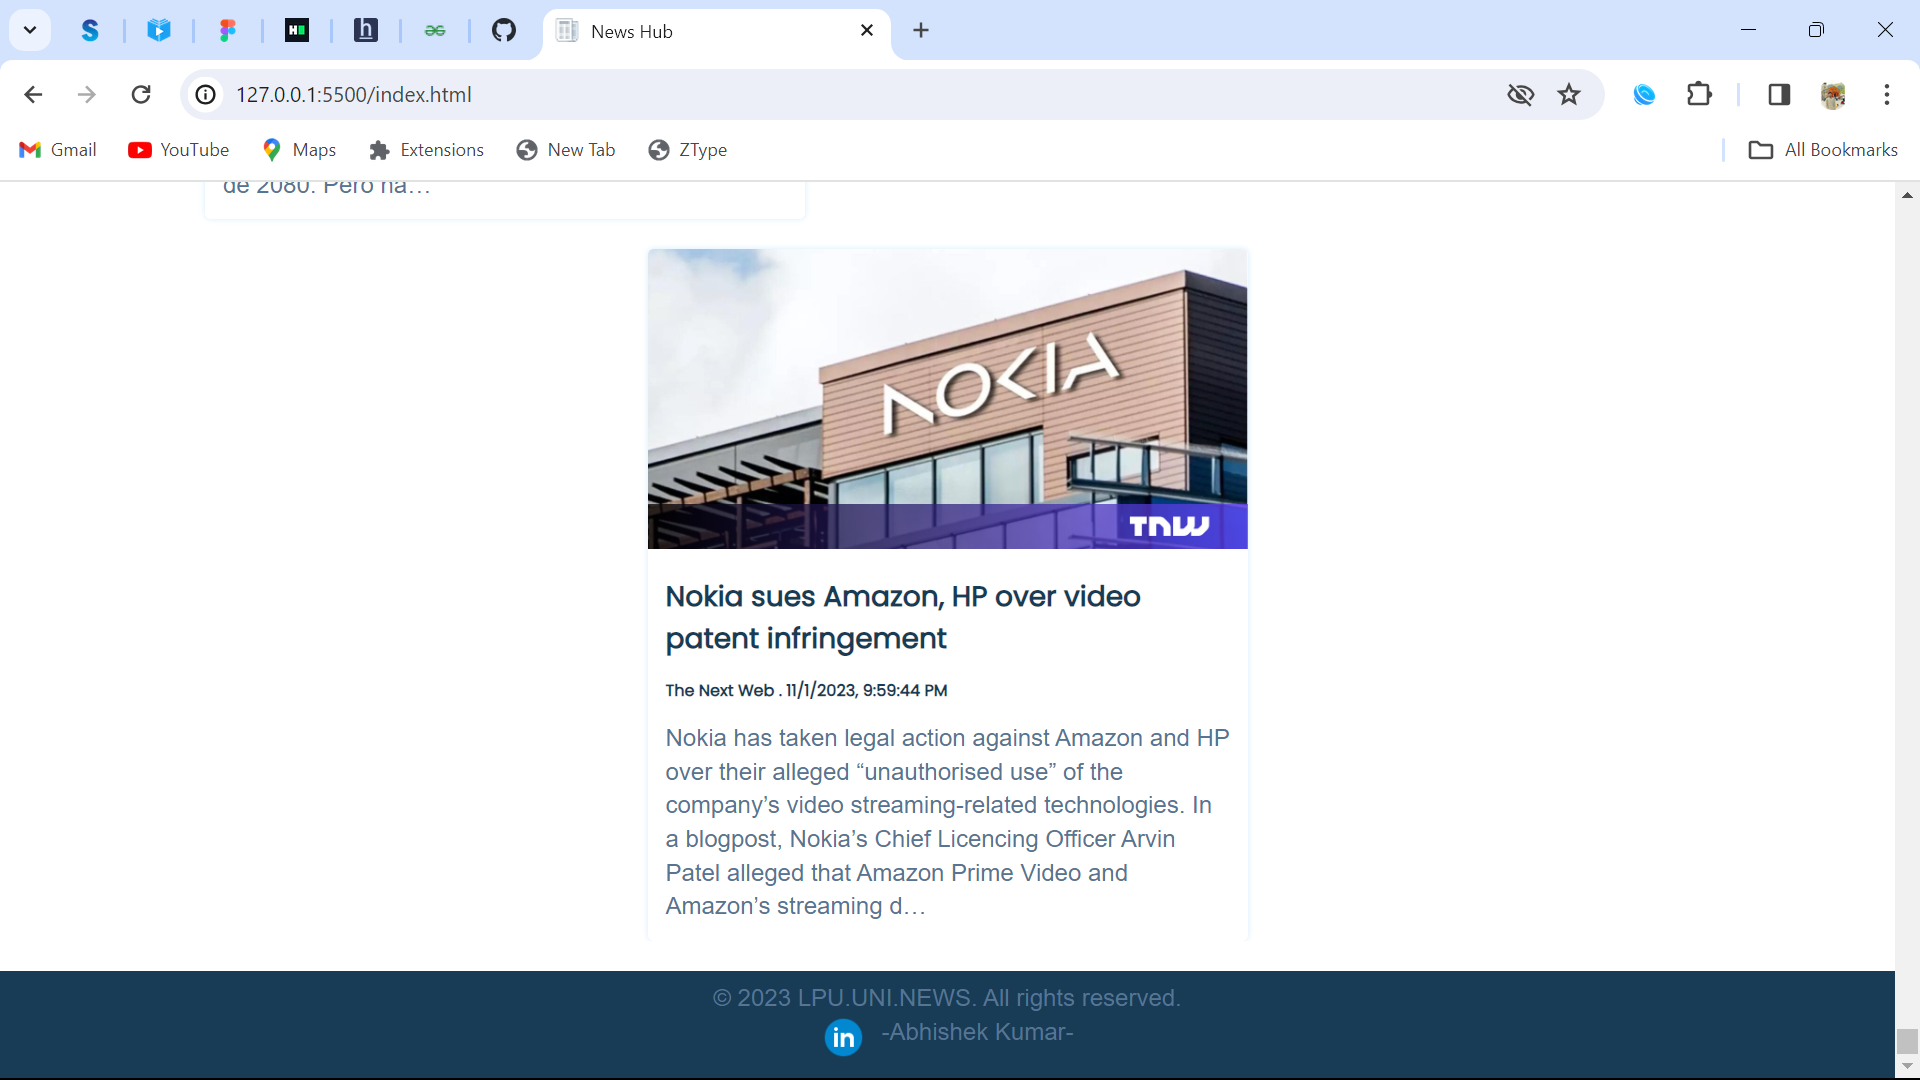 News Hub
127.0.0.1:5500/index.html
Gmail
YouTube
Maps
Extensions
New Tab
ZType
All Bookmarks
de 2080. Pero ha…
NOKIA
TNW
Nokia sues Amazon, HP over video
patent infringement
The Next Web . 11/1/2023, 9:59:44 PM
Nokia has taken legal action against Amazon and HP
over their alleged “unauthorised use” of the
company’s video streaming-related technologies. In
a blogpost, Nokia’s Chief Licencing Officer Arvin
Patel alleged that Amazon Prime Video and
Amazon’s streaming d…
© 2023 LPU.UNI.NEWS. All rights reserved.
in -Abhishek Kumar-